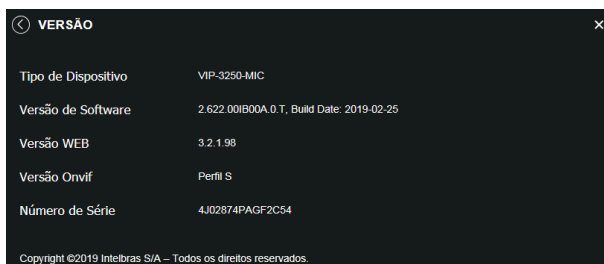 VERSÃO
Tipo de Dispositivo VIP-3250-MIC
Versão de Software 2.622.00IB00A.0.T, Build Date: 2019-02-25
Versão WEB 3.2.1.98
Versão Onvif Perfil S
Número de Série 4J02874PAGF2C54
Copyright ©2019 Intelbras S/A – Todos os direitos reservados.